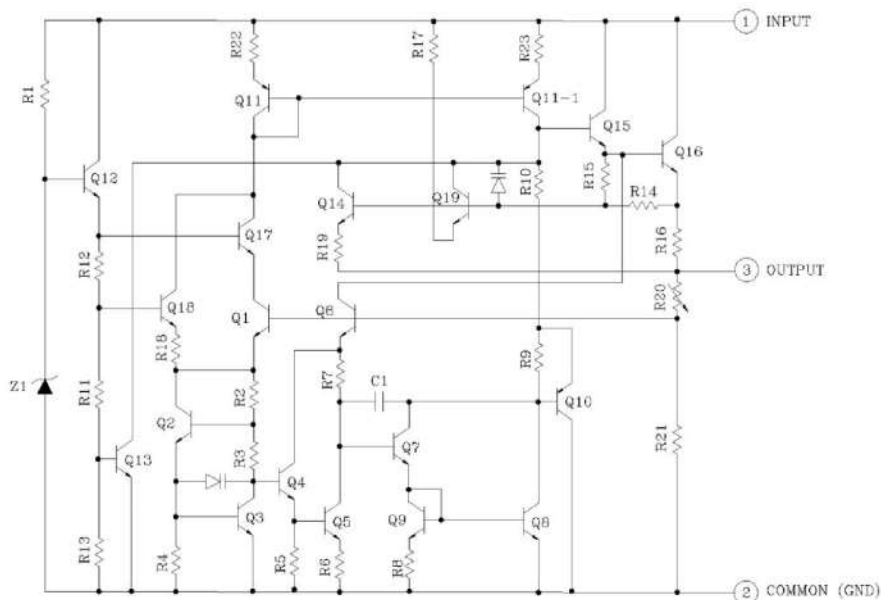 R22
R17
R23
1 INPUT
R1
Q11
Q11-1
Q15
Q16
Q12
Q14
Q19
R10
R15
R14
R12
Q17
R19
R16
3 OUTPUT
Q18
Q1
Q6
R20
R18
Z1
R11
R2
R7
C1
R9
Q10
Q2
Q7
R21
Q13
R3
Q4
Q3
Q5
Q9
Q8
R13
R4
R5
R6
R8
2 COMMON (GND)